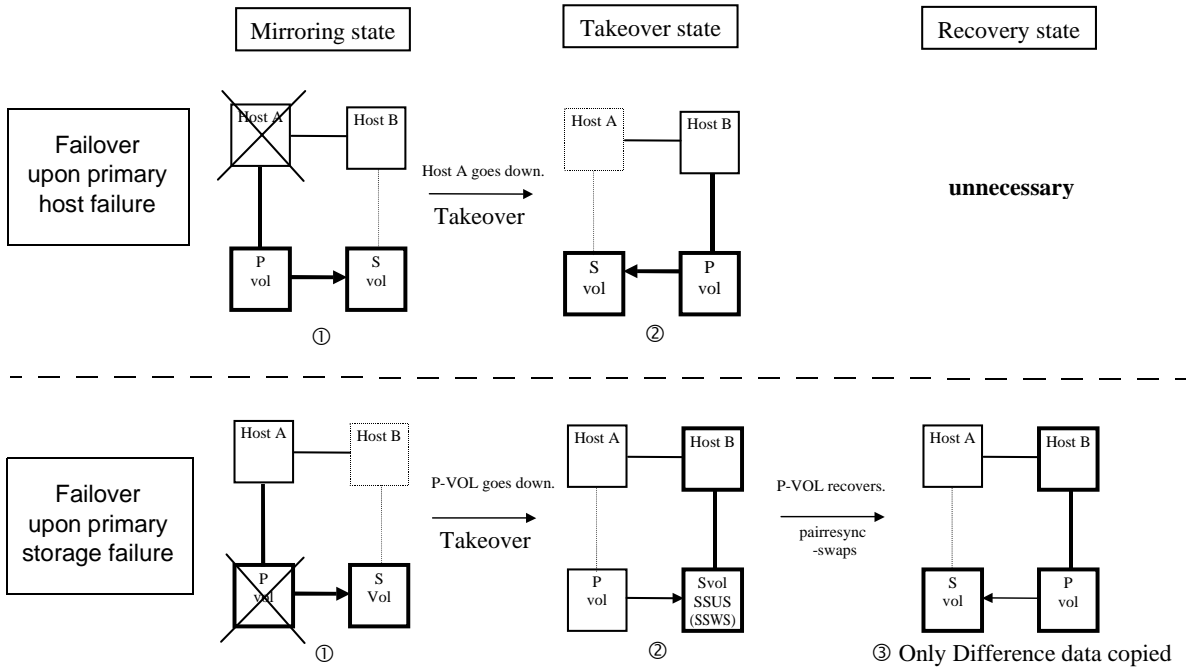 Mirroring state
Takeover state
Recovery state
Failover
upon primary
host failure
Host A
Host B
P
vol
S
vol
①
Host A goes down.
Takeover
Host A
Host B
S
vol
P
vol
②
unnecessary
Failover
upon primary
storage failure
Host A
Host B
P
vol
S
Vol
①
P-VOL goes down.
Takeover
Host A
Host B
P
vol
Svol
SSUS
(SSWS)
②
P-VOL recovers.
pairresync
-swaps
Host A
Host B
S
vol
P
vol
③ Only Difference data copied